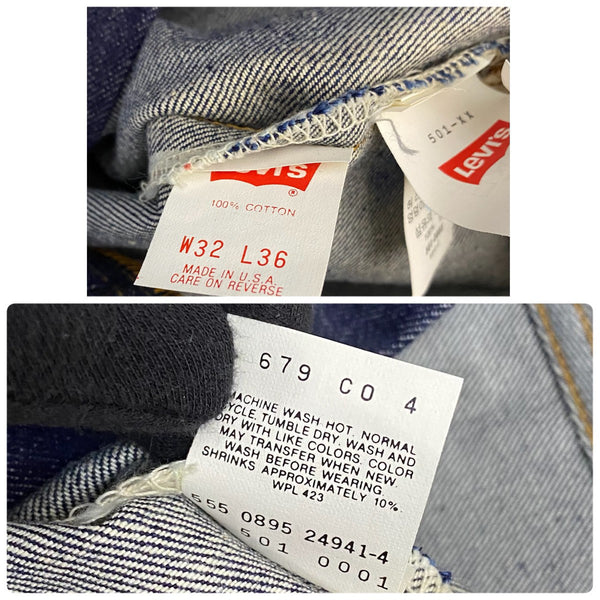 Levi's
®
100% COTTON
W32 L36
MADE IN U.S.A.
CARE ON REVERSE
501-XX
Levi's
679 CO 4
MACHINE WASH HOT, NORMAL
CYCLE, TUMBLE DRY. WASH AND
DRY WITH LIKE COLORS. COLOR
MAY TRANSFER WHEN NEW.
WASH BEFORE WEARING.
SHRINKS APPROXIMATELY 10%.
WPL 423
555 0895 24941-4
501 0001